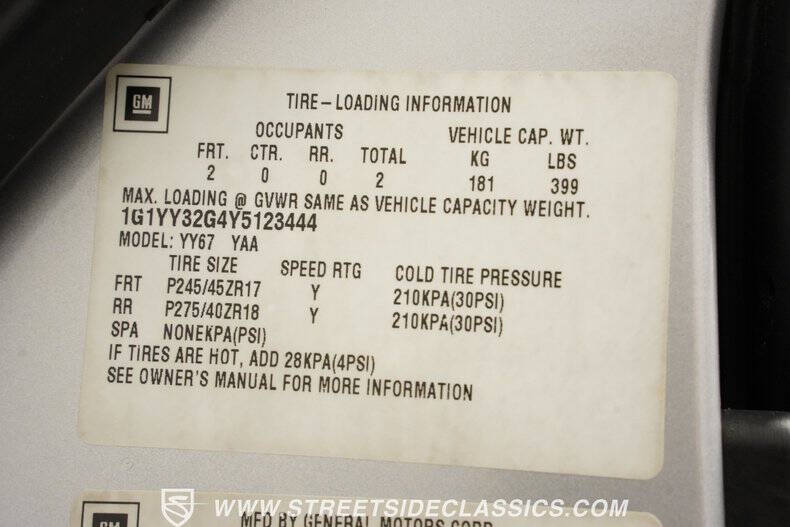 GM
TIRE-LOADING INFORMATION
OCCUPANTS VEHICLE CAP. WT.
FRT. CTR. RR. TOTAL KG LBS
2 0 0 2 181 399
MAX. LOADING @ GVWR SAME AS VEHICLE CAPACITY WEIGHT.
1G1YY32G4Y5123444
MODEL: YY67 YAA
TIRE SIZE SPEED RTG COLD TIRE PRESSURE
FRT P245/45ZR17 Y 210KPA(30PSI)
RR P275/40ZR18 Y 210KPA(30PSI)
SPA NONEKPA(PSI)
IF TIRES ARE HOT, ADD 28KPA(4PSI)
SEE OWNER'S MANUAL FOR MORE INFORMATION
WWW.STREETSIDECLASSICS.COM
GM
MFD BY GENERAL MOTORS CORP